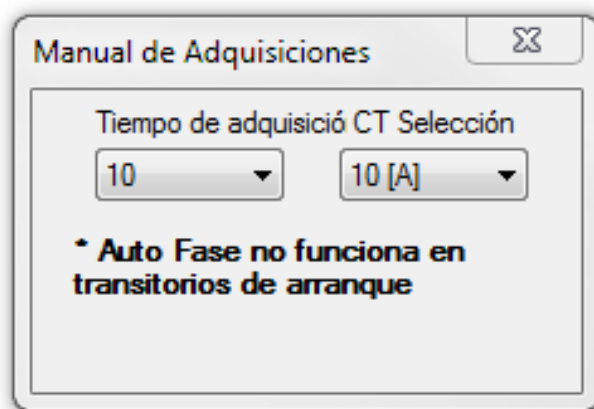 Manual de Adquisiciones
Tiempo de adquisició CT Selección
10 10 [A]
* Auto Fase no funciona en
transitorios de arranque